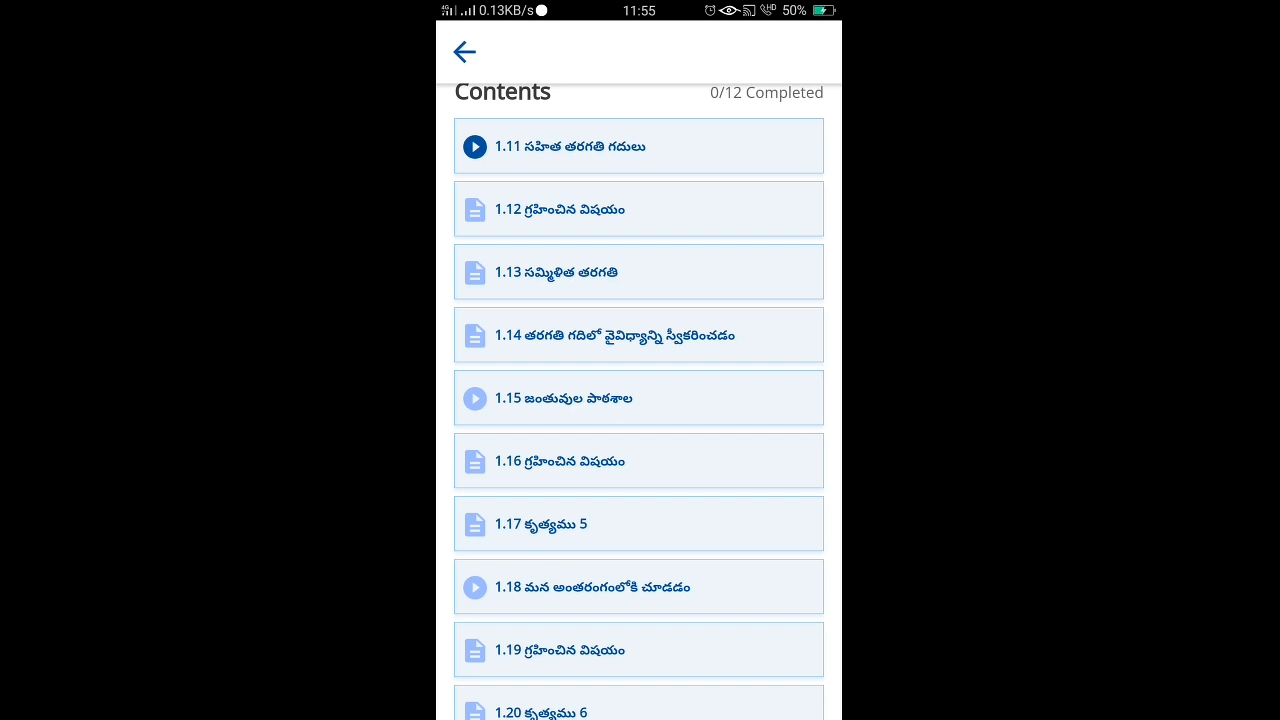 4G 0.13KB/s 11:55 HD 50%
Contents 0/12 Completed
1.11 సహిత తరగతి గదులు
1.12 గ్రహించిన విషయం
1.13 సమ్మిళిత తరగతి
1.14 తరగతి గదిలో వైవిధ్యాన్ని స్వీకరించడం
1.15 జంతువుల పాఠశాల
1.16 గ్రహించిన విషయం
1.17 కృత్యము 5
1.18 మన అంతరంగంలోకి చూడడం
1.19 గ్రహించిన విషయం
1.20 కృత్యము 6